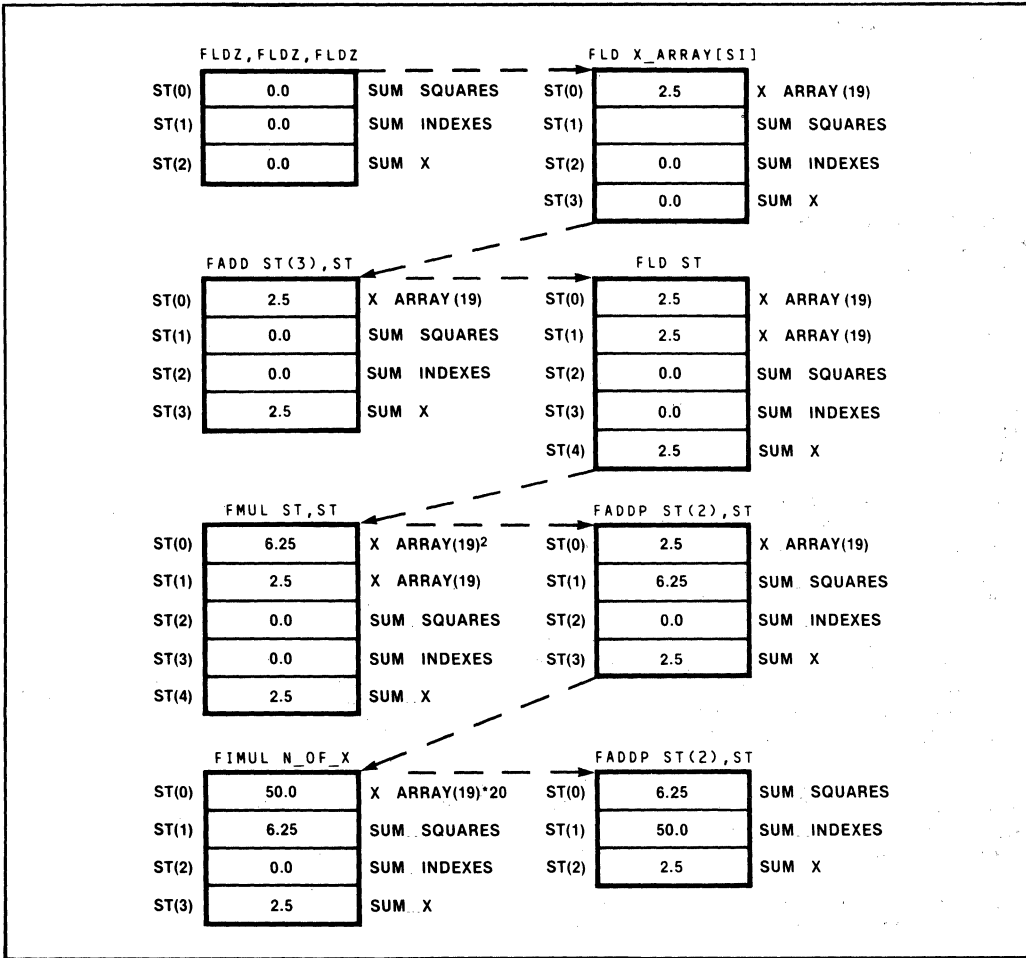 FLDZ,FLDZ,FLDZ
ST(0) 0.0 SUM SQUARES
ST(1) 0.0 SUM INDEXES
ST(2) 0.0 SUM X
FLD X_ARRAY[SI]
ST(0) 2.5 X ARRAY(19)
ST(1) SUM SQUARES
ST(2) 0.0 SUM INDEXES
ST(3) 0.0 SUM X
FADD ST(3),ST
ST(0) 2.5 X ARRAY(19)
ST(1) 0.0 SUM SQUARES
ST(2) 0.0 SUM INDEXES
ST(3) 2.5 SUM X
FLD ST
ST(0) 2.5 X ARRAY(19)
ST(1) 2.5 X ARRAY(19)
ST(2) 0.0 SUM SQUARES
ST(3) 0.0 SUM INDEXES
ST(4) 2.5 SUM X
FMUL ST,ST
ST(0) 6.25 X ARRAY(19)²
ST(1) 2.5 X ARRAY(19)
ST(2) 0.0 SUM SQUARES
ST(3) 0.0 SUM INDEXES
ST(4) 2.5 SUM X
FADDP ST(2),ST
ST(0) 2.5 X ARRAY(19)
ST(1) 6.25 SUM SQUARES
ST(2) 0.0 SUM INDEXES
ST(3) 2.5 SUM X
FIMUL N_OF_X
ST(0) 50.0 X ARRAY(19)*20
ST(1) 6.25 SUM SQUARES
ST(2) 0.0 SUM INDEXES
ST(3) 2.5 SUM X
FADDP ST(2),ST
ST(0) 6.25 SUM SQUARES
ST(1) 50.0 SUM INDEXES
ST(2) 2.5 SUM X